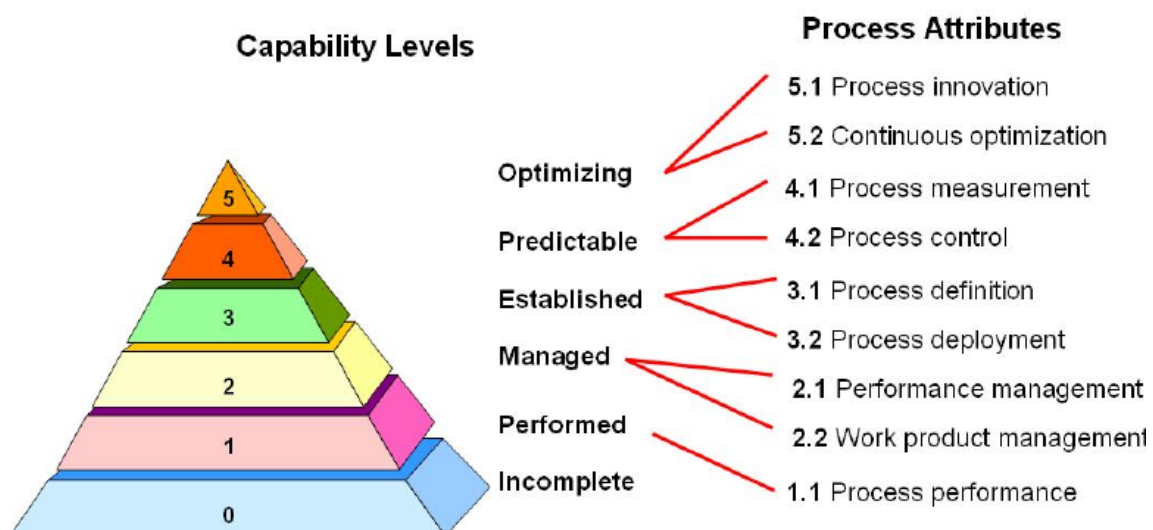 Capability Levels
Process Attributes
5
4
3
2
1
0
Optimizing
Predictable
Established
Managed
Performed
Incomplete
5.1 Process innovation
5.2 Continuous optimization
4.1 Process measurement
4.2 Process control
3.1 Process definition
3.2 Process deployment
2.1 Performance management
2.2 Work product management
1.1 Process performance